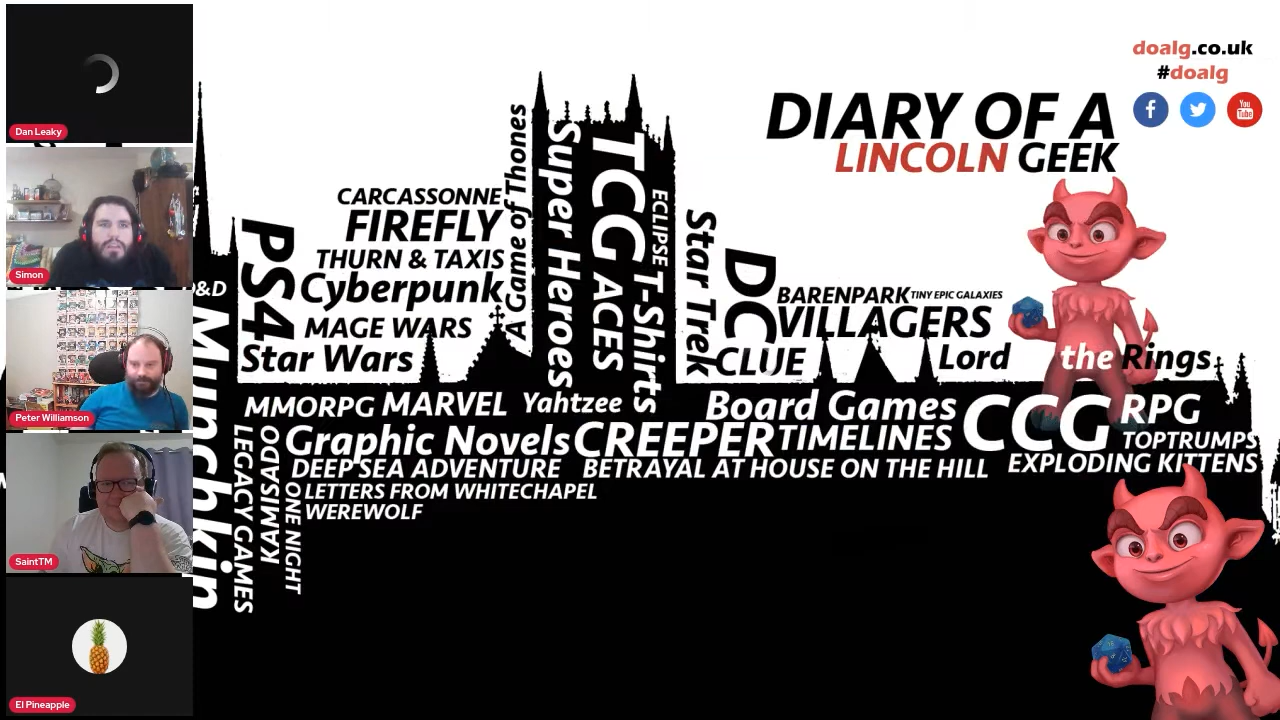 Dan Leaky
Simon
Peter Williamson
SaintTM
El Pineapple
doalg.co.uk
#doalg
f
You
Tube
DIARY OF A
LINCOLN GEEK
D&D
Munchkin
PS4
CARCASSONNE
FIREFLY
THURN & TAXIS
Cyberpunk
MAGE WARS
Star Wars
A Game of Thones
Super Heroes
TCG ACES
ECLIPSE T-Shirts
Star Trek
DC
CLUE
BARENPARK TINY EPIC GALAXIES
VILLAGERS
Lord the Rings
MMORPG MARVEL Yahtzee
Board Games CCG RPG
Graphic Novels CREEPER TIMELINES
TOPTRUMPS
DEEP SEA ADVENTURE BETRAYAL AT HOUSE ON THE HILL EXPLODING KITTENS
LETTERS FROM WHITECHAPEL
WEREWOLF
LEGACY GAMES
KAMISADO
ONE NIGHT